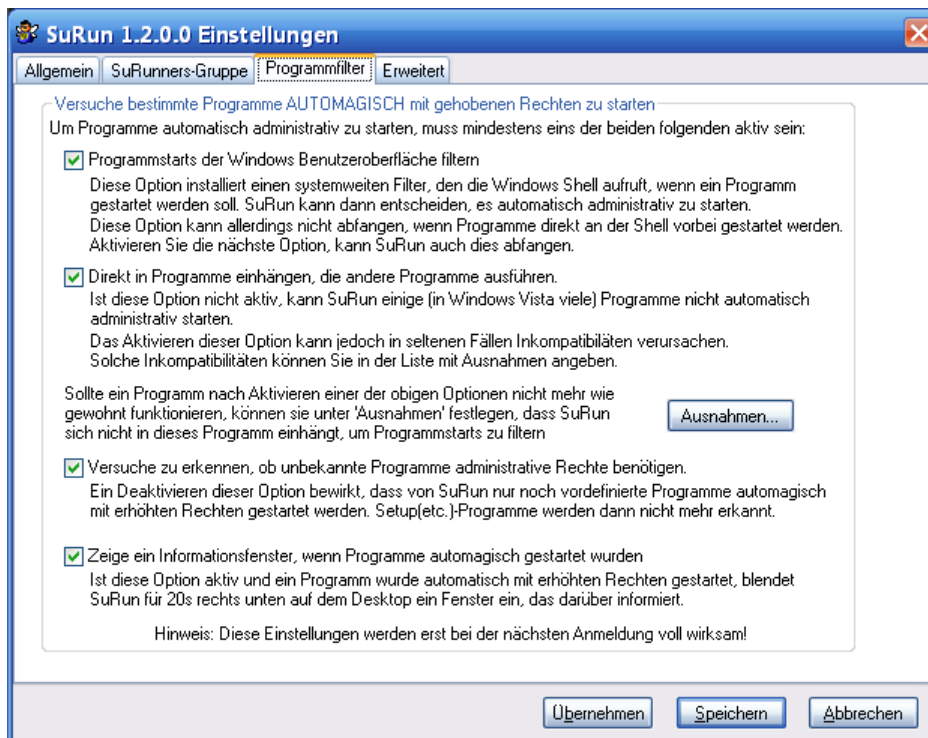 SuRun 1.2.0.0 Einstellungen
Allgemein SuRunners-Gruppe Programmfilter Erweitert
Versuche bestimmte Programme AUTOMAGISCH mit gehobenen Rechten zu starten
Um Programme automatisch administrativ zu starten, muss mindestens eins der beiden folgenden aktiv sein:
Programmstarts der Windows Benutzeroberfläche filtern
Diese Option installiert einen systemweiten Filter, den die Windows Shell aufruft, wenn ein Programm
gestartet werden soll. SuRun kann dann entscheiden, es automatisch administrativ zu starten.
Diese Option kann allerdings nicht abfangen, wenn Programme direkt an der Shell vorbei gestartet werden.
Aktivieren Sie die nächste Option, kann SuRun auch dies abfangen.
Direkt in Programme einhängen, die andere Programme ausführen.
Ist diese Option nicht aktiv, kann SuRun einige (in Windows Vista viele) Programme nicht automatisch
administrativ starten.
Das Aktivieren dieser Option kann jedoch in seltenen Fällen Inkompatibiläten verursachen.
Solche Inkompatibilitäten können Sie in der Liste mit Ausnahmen angeben.
Sollte ein Programm nach Aktivieren einer der obigen Optionen nicht mehr wie
gewohnt funktionieren, können sie unter 'Ausnahmen' festlegen, dass SuRun
sich nicht in dieses Programm einhängt, um Programmstarts zu filtern
Ausnahmen...
Versuche zu erkennen, ob unbekannte Programme administrative Rechte benötigen.
Ein Deaktivieren dieser Option bewirkt, dass von SuRun nur noch vordefinierte Programme automagisch
mit erhöhten Rechten gestartet werden. Setup(etc.)-Programme werden dann nicht mehr erkannt.
Zeige ein Informationsfenster, wenn Programme automagisch gestartet wurden
Ist diese Option aktiv und ein Programm wurde automatisch mit erhöhten Rechten gestartet, blendet
SuRun für 20s rechts unten auf dem Desktop ein Fenster ein, das darüber informiert.
Hinweis: Diese Einstellungen werden erst bei der nächsten Anmeldung voll wirksam!
Übernehmen Speichern Abbrechen